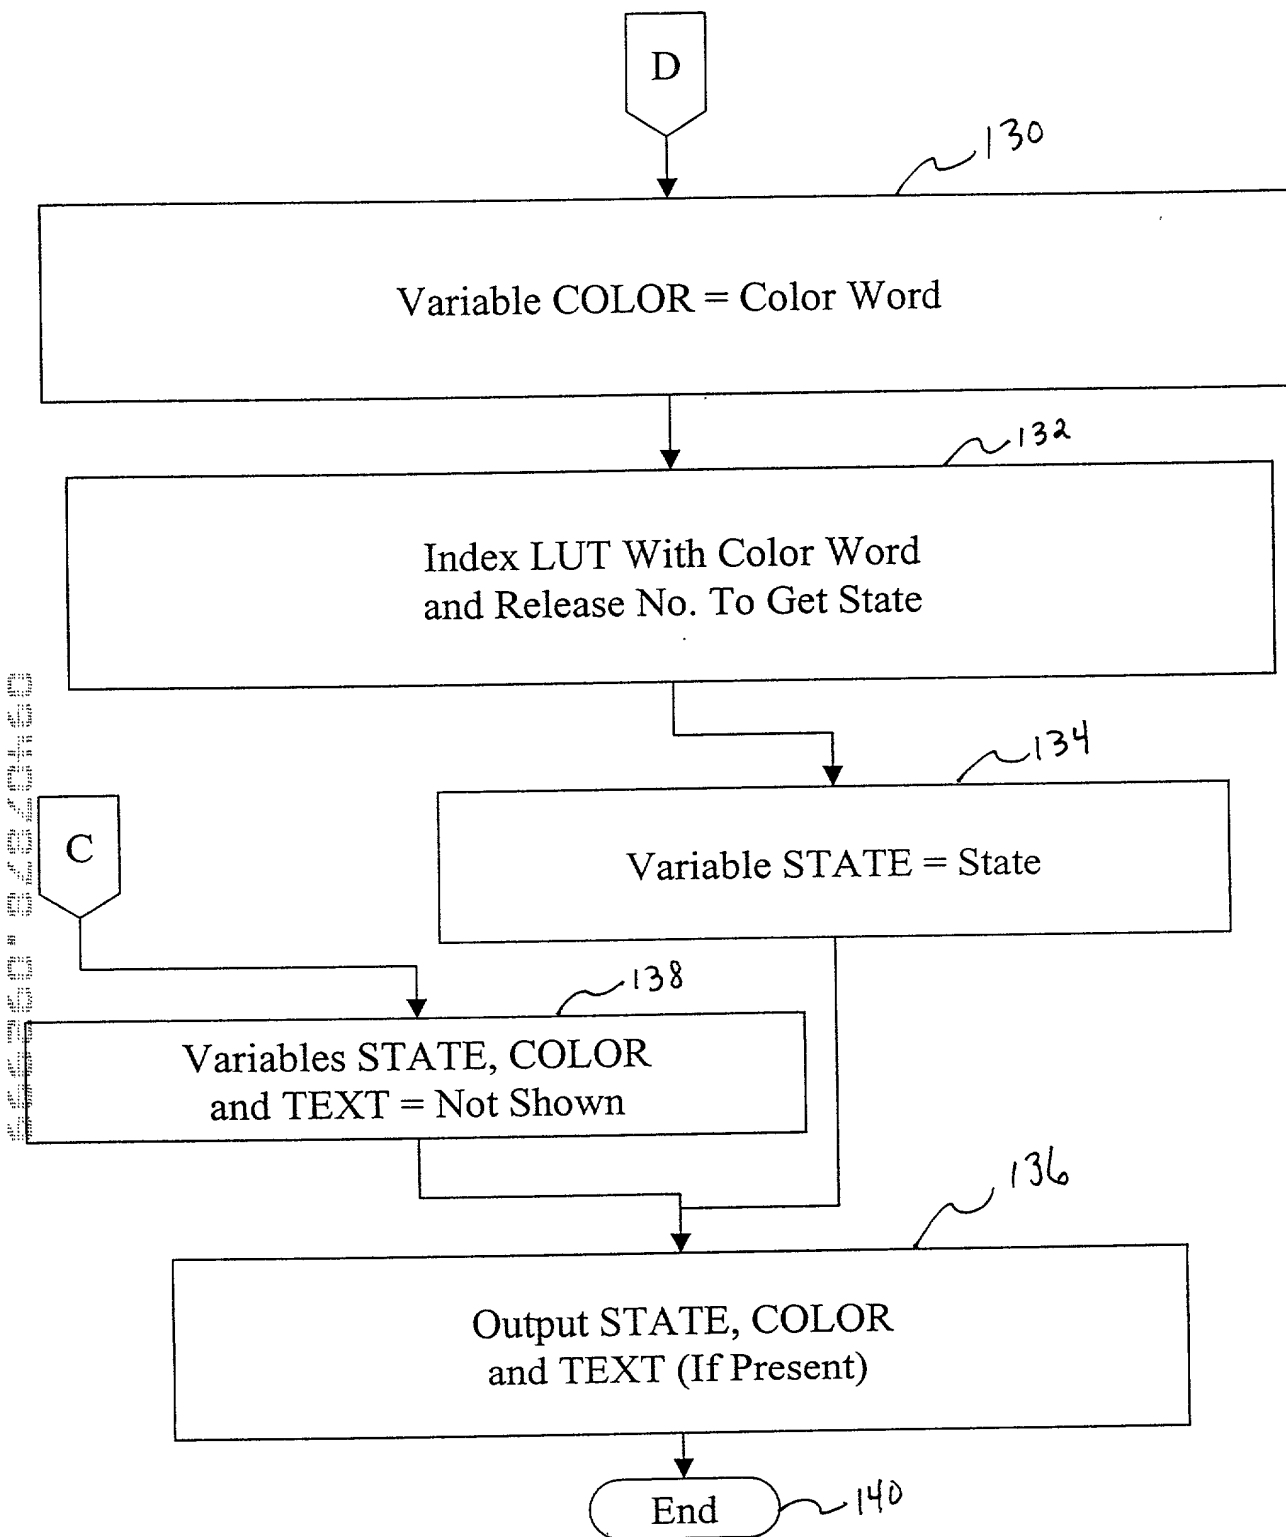 D
130
Variable COLOR = Color Word
132
Index LUT With Color Word
and Release No. To Get State
134
C
Variable STATE = State
138
Variables STATE, COLOR
and TEXT = Not Shown
136
Output STATE, COLOR
and TEXT (If Present)
End
140